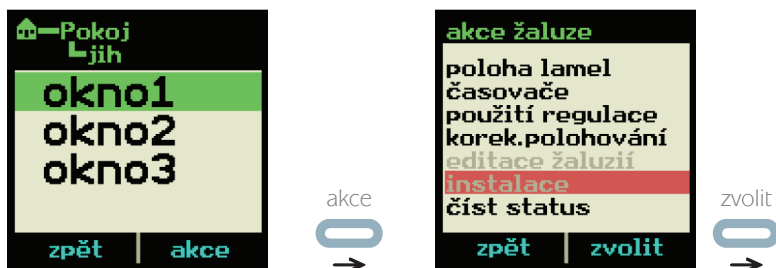 Pokoj
jih
okno1
okno2
okno3
zpět akce
akce
akce žaluze
poloha lamel
časovače
použití regulace
korek.polohování
editace žaluzií
instalace
číst status
zpět zvolit
zvolit